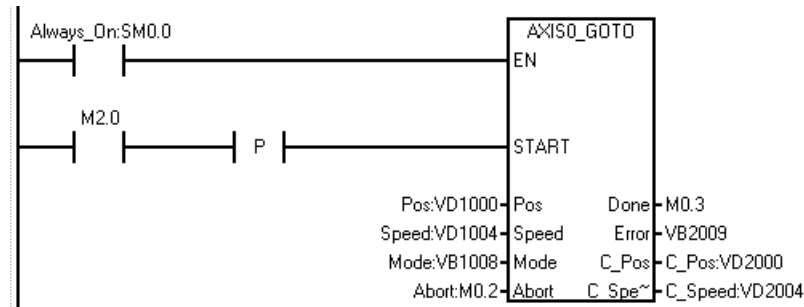 Always_On:SM0.0
AXIS0_GOTO
EN
M2.0
P
START
Pos:VD1000 Pos Done M0.3
Speed:VD1004 Speed Error VB2009
Mode:VB1008 Mode C_Pos C_Pos:VD2000
Abort:M0.2 Abort C_Spe~ C_Speed:VD2004